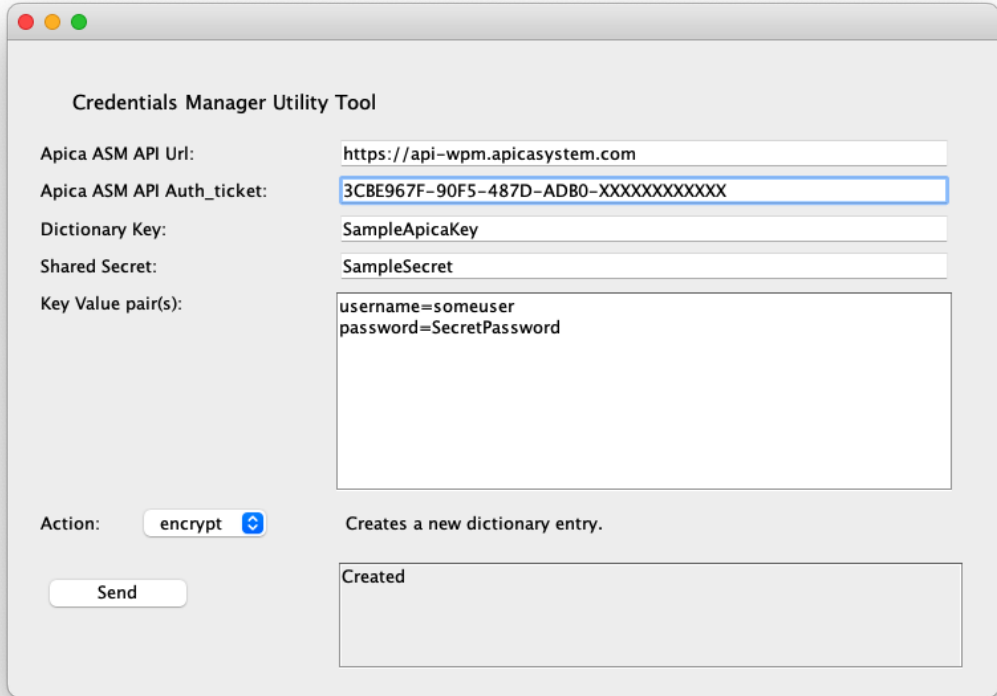 Credentials Manager Utility Tool
Apica ASM API Url: https://api-wpm.apicasystem.com
Apica ASM API Auth_ticket: 3CBE967F-90F5-487D-ADB0-XXXXXXXXXXXX
Dictionary Key: SampleApicaKey
Shared Secret: SampleSecret
Key Value pair(s): username=someuser
password=SecretPassword
Action: encrypt Creates a new dictionary entry.
Send Created